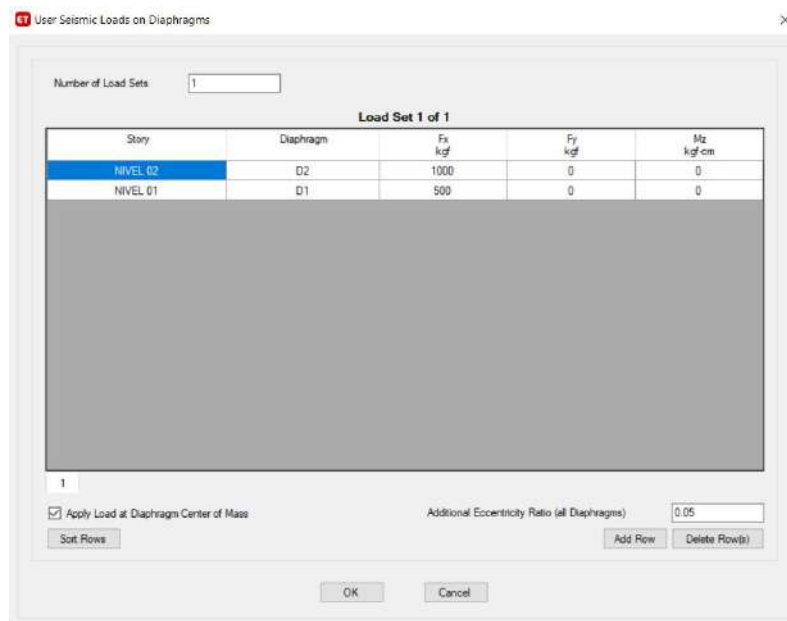 ET User Seismic Loads on Diaphragms
Number of Load Sets 1
Load Set 1 of 1
Story Diaphragm Fx kgf Fy kgf Mz kgf-cm
NIVEL 02 D2 1000 0 0
NIVEL 01 D1 500 0 0
1
Apply Load at Diaphragm Center of Mass Additional Eccentricity Ratio (all Diaphragms) 0.05
Sort Rows Add Row Delete Row(s)
OK Cancel